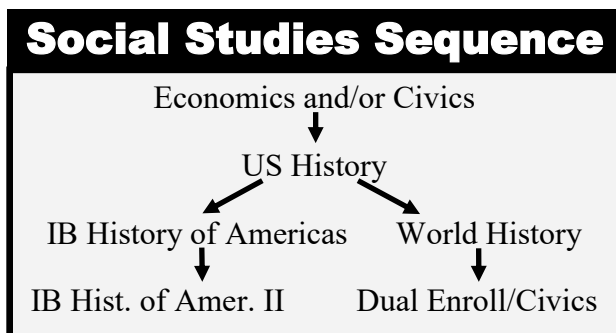 Social Studies Sequence
Economics and/or Civics
US History
IB History of Americas World History
IB Hist. of Amer. II Dual Enroll/Civics